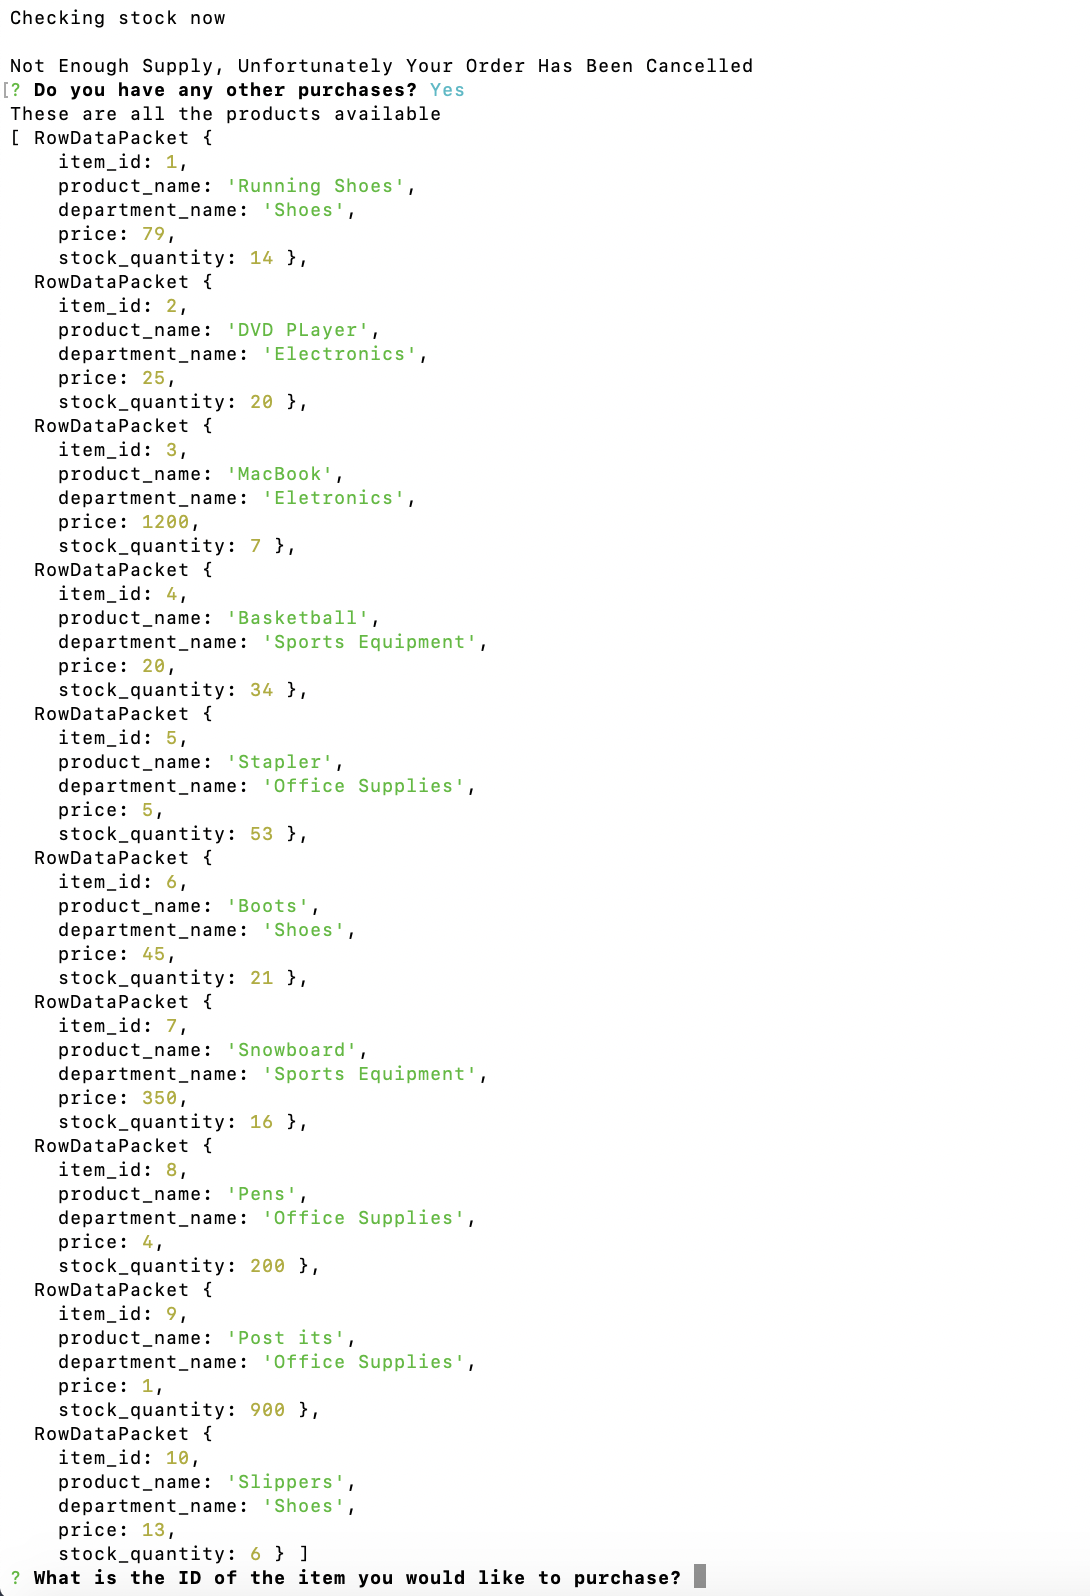 Checking stock now
Not Enough Supply, Unfortunately Your Order Has Been Cancelled
[? Do you have any other purchases? Yes
These are all the products available
[ RowDataPacket {
item_id: 1,
product_name: 'Running Shoes',
department_name: 'Shoes',
price: 79,
stock_quantity: 14 },
RowDataPacket {
item_id: 2,
product_name: 'DVD PLayer',
department_name: 'Electronics',
price: 25,
stock_quantity: 20 },
RowDataPacket {
item_id: 3,
product_name: 'MacBook',
department_name: 'Eletronics',
price: 1200,
stock_quantity: 7 },
RowDataPacket {
item_id: 4,
product_name: 'Basketball',
department_name: 'Sports Equipment',
price: 20,
stock_quantity: 34 },
RowDataPacket {
item_id: 5,
product_name: 'Stapler',
department_name: 'Office Supplies',
price: 5,
stock_quantity: 53 },
RowDataPacket {
item_id: 6,
product_name: 'Boots',
department_name: 'Shoes',
price: 45,
stock_quantity: 21 },
RowDataPacket {
item_id: 7,
product_name: 'Snowboard',
department_name: 'Sports Equipment',
price: 350,
stock_quantity: 16 },
RowDataPacket {
item_id: 8,
product_name: 'Pens',
department_name: 'Office Supplies',
price: 4,
stock_quantity: 200 },
RowDataPacket {
item_id: 9,
product_name: 'Post its',
department_name: 'Office Supplies',
price: 1,
stock_quantity: 900 },
RowDataPacket {
item_id: 10,
product_name: 'Slippers',
department_name: 'Shoes',
price: 13,
stock_quantity: 6 } ]
? What is the ID of the item you would like to purchase?